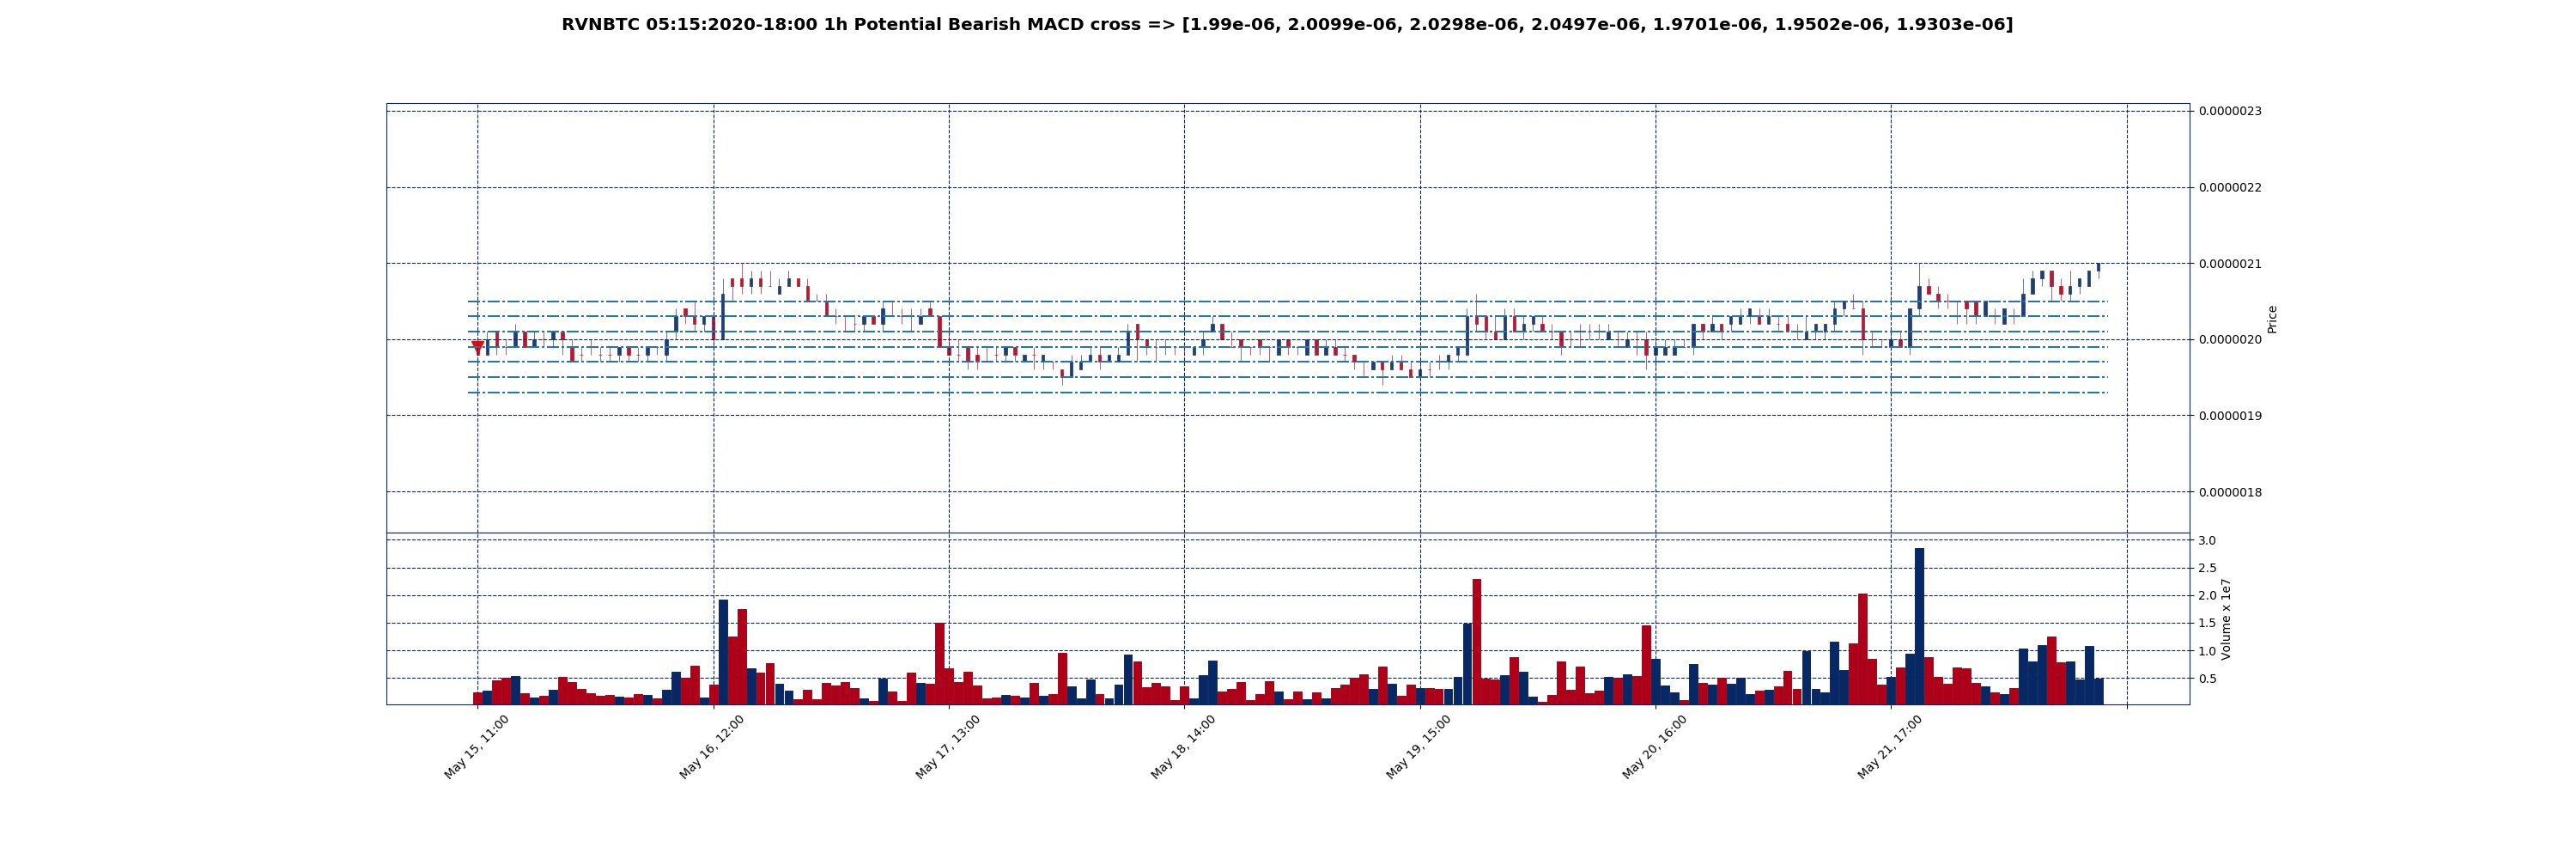 RVNBTC 05:15:2020-18:00 1h Potential Bearish MACD cross => [1.99e-06, 2.0099e-06, 2.0298e-06, 2.0497e-06, 1.9701e-06, 1.9502e-06, 1.9303e-06]
0.0000023
0.0000022
0.0000021
0.0000020
0.0000019
0.0000018
Price
3.0
2.5
2.0
1.5
1.0
0.5
Volume x 1e7
May 15, 11:00
May 16, 12:00
May 17, 13:00
May 18, 14:00
May 19, 15:00
May 20, 16:00
May 21, 17:00